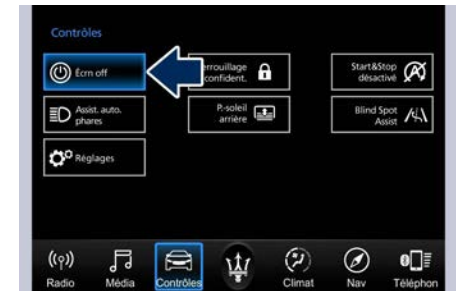 Contrôles
Écrn off
confident.
Start&Stop
désactivé
Assist. auto.
phares
P.-soleil
arrière
Blind Spot
Assist
Réglages
Radio
Média
Contrôles
Climat
Nav
Téléphon